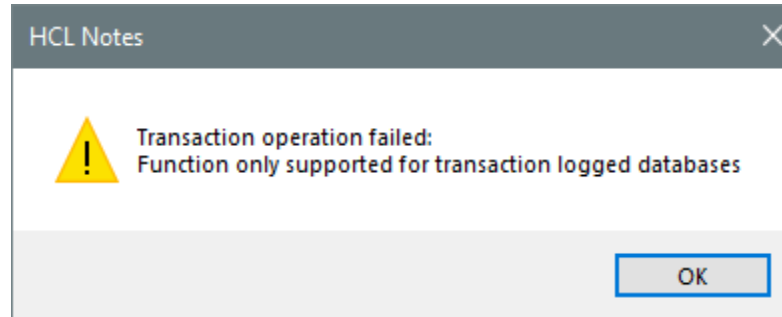 HCL Notes
Transaction operation failed:
Function only supported for transaction logged databases
OK